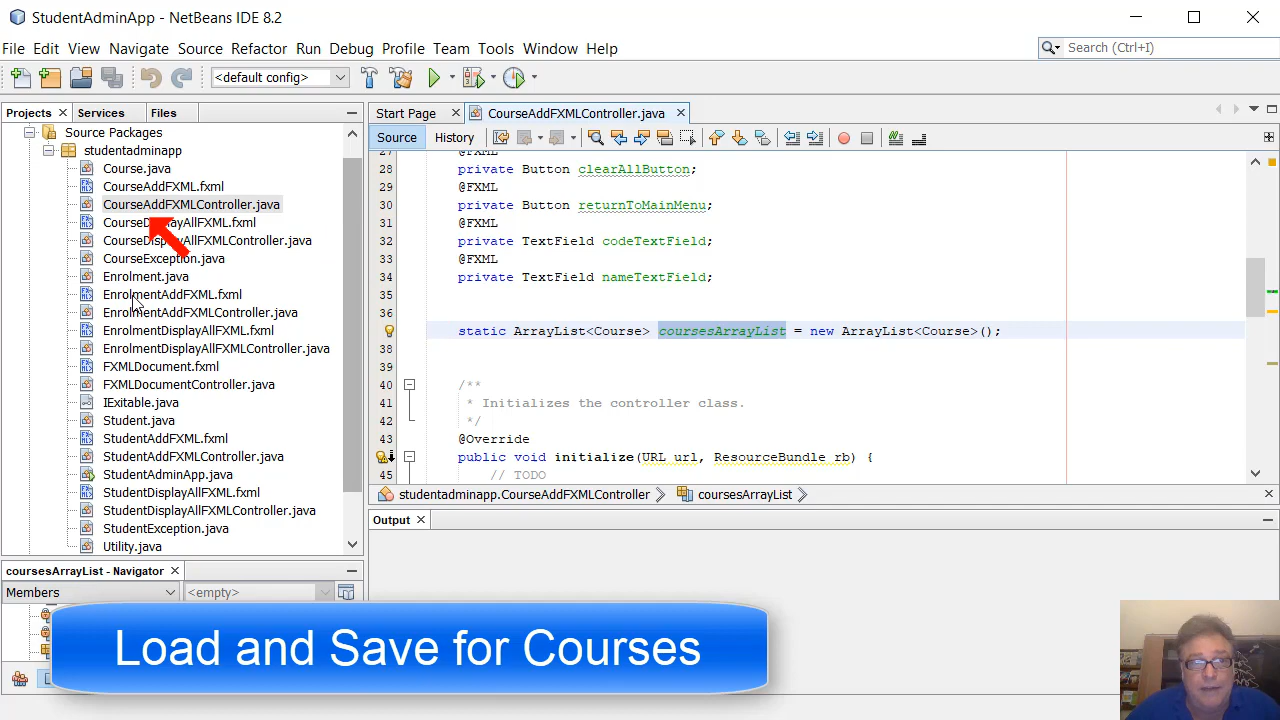 StudentAdminApp - NetBeans IDE 8.2
File Edit View Navigate Source Refactor Run Debug Profile Team Tools Window Help
Search (Ctrl+I)
<default config>
Projects Services Files
Start Page CourseAddFXMLController.java
Source History
Source Packages
studentadminapp
Course.java
CourseAddFXML.fxml
CourseAddFXMLController.java
CourseDisplayAllFXML.fxml
CourseDisplayAllFXMLController.java
CourseException.java
Enrolment.java
EnrolmentAddFXML.fxml
EnrolmentAddFXMLController.java
EnrolmentDisplayAllFXML.fxml
EnrolmentDisplayAllFXMLController.java
FXMLDocument.fxml
FXMLDocumentController.java
IExitable.java
Student.java
StudentAddFXML.fxml
StudentAddFXMLController.java
StudentAdminApp.java
StudentDisplayAllFXML.fxml
StudentDisplayAllFXMLController.java
StudentException.java
Utility.java
27 @FXML
28 private Button clearAllButton;
29 @FXML
30 private Button returnToMainMenu;
31 @FXML
32 private TextField codeTextField;
33 @FXML
34 private TextField nameTextField;
35
36
static ArrayList<Course> coursesArrayList = new ArrayList<Course>();
38
39
40 /**
41 * Initializes the controller class.
42 */
43 @Override
public void initialize(URL url, ResourceBundle rb) {
45 // TODO
studentadminapp.CourseAddFXMLController coursesArrayList
Output
coursesArrayList - Navigator
Members <empty>
Load and Save for Courses